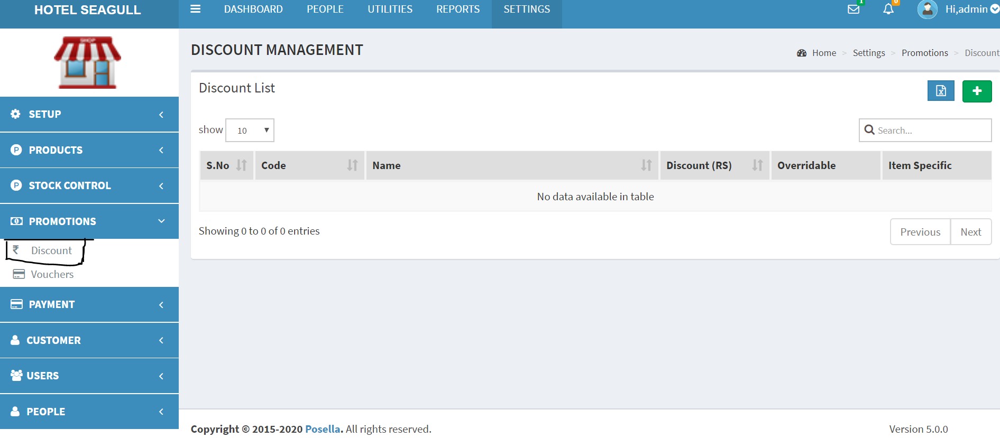 HOTEL SEAGULL
DASHBOARD PEOPLE UTILITIES REPORTS SETTINGS
1 0 Hi,admin
SHOP
DISCOUNT MANAGEMENT
Home > Settings > Promotions > Discount
Discount List
show 10
Search...
S.No Code Name Discount (RS) Overridable Item Specific
No data available in table
Showing 0 to 0 of 0 entries
Previous Next
SETUP
PRODUCTS
STOCK CONTROL
PROMOTIONS
₹ Discount
Vouchers
PAYMENT
CUSTOMER
USERS
PEOPLE
Copyright © 2015-2020 Posella. All rights reserved.
Version 5.0.0